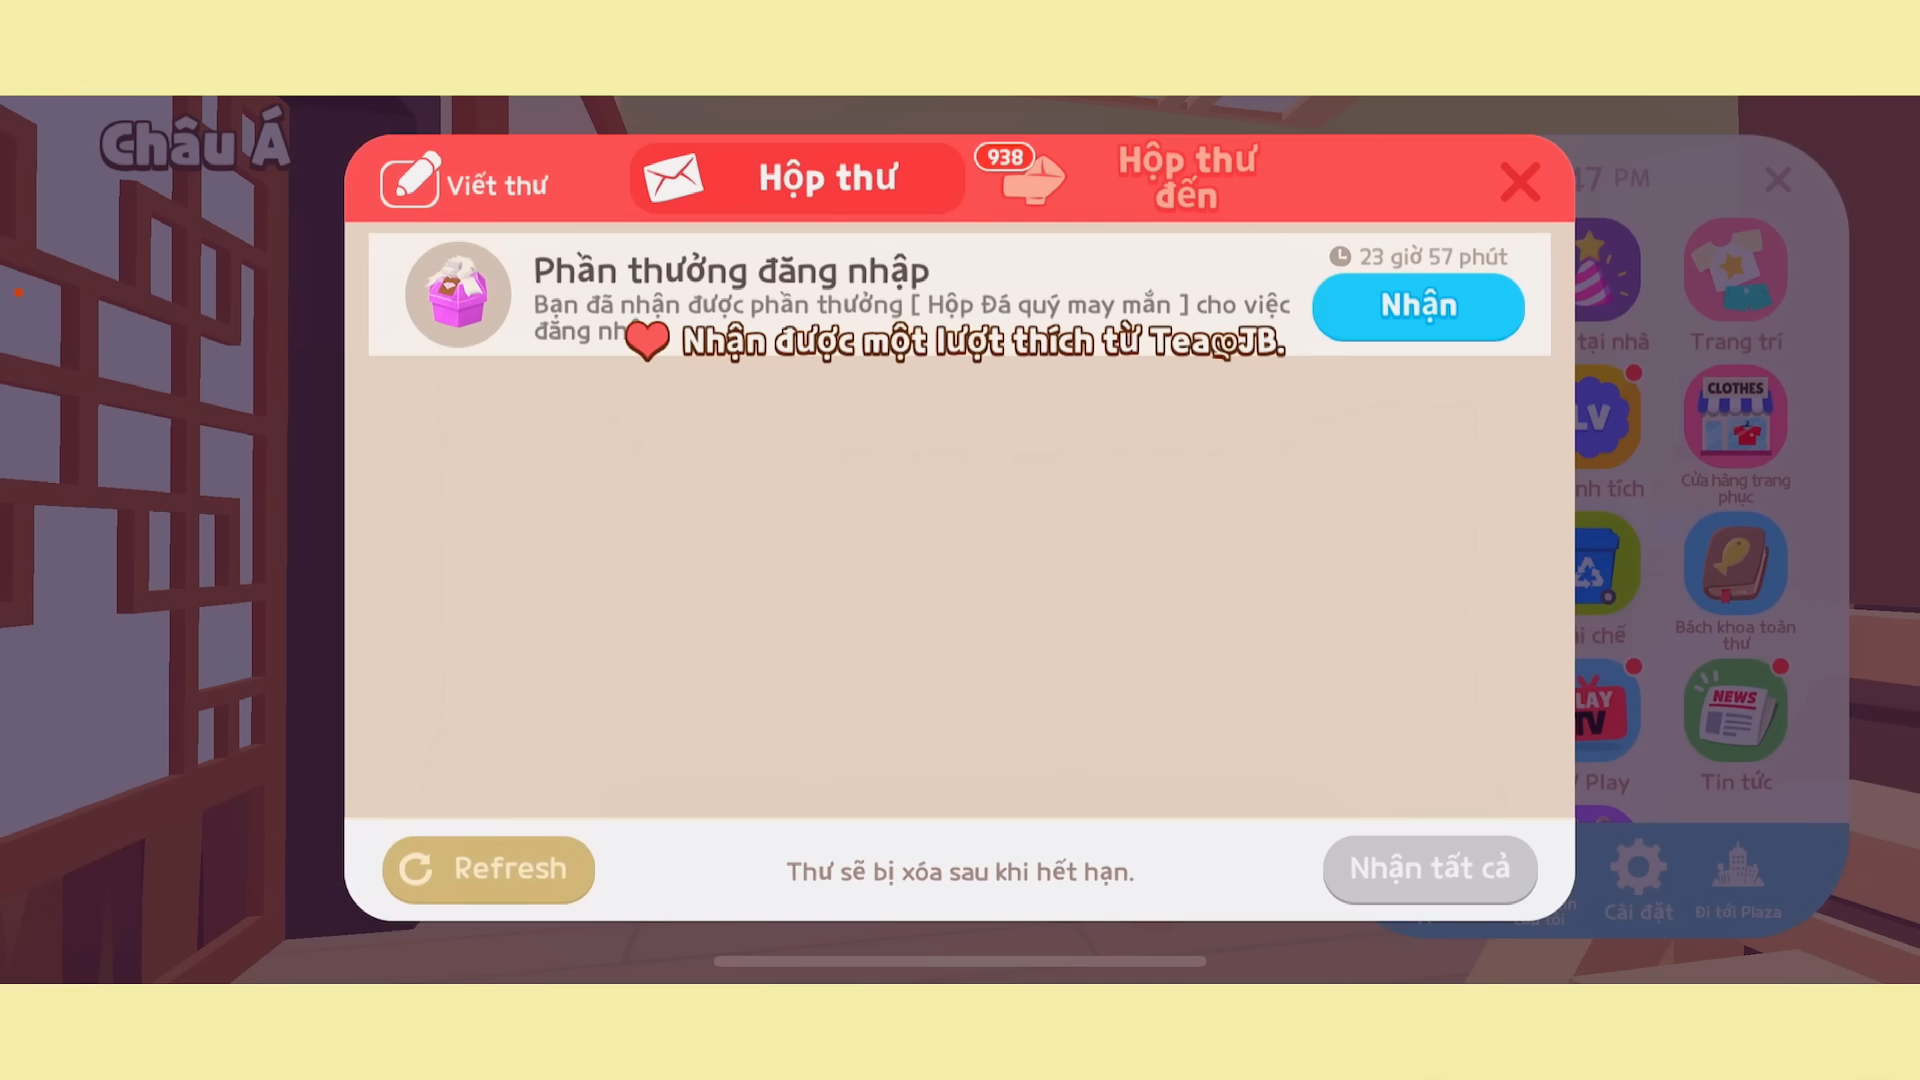 Châu Á
Viết thư
Hộp thư
938
Hộp thư
đến
47 PM
Phần thưởng đăng nhập
23 giờ 57 phút
Bạn đã nhận được phần thưởng [ Hộp Đá quý may mắn ] cho việc
đăng nh
Nhận
Nhận được một lượt thích từ Teaღ​JB.
tại nhà
Trang trí
LV
CLOTHES
nh tích
Cửa hàng trang
phục
i chế
Bách khoa toàn
thư
LAY
TV
NEWS
Play
Tin tức
Refresh
Thư sẽ bị xóa sau khi hết hạn.
Nhận tất cả
Cài đặt
Đi tới Plaza